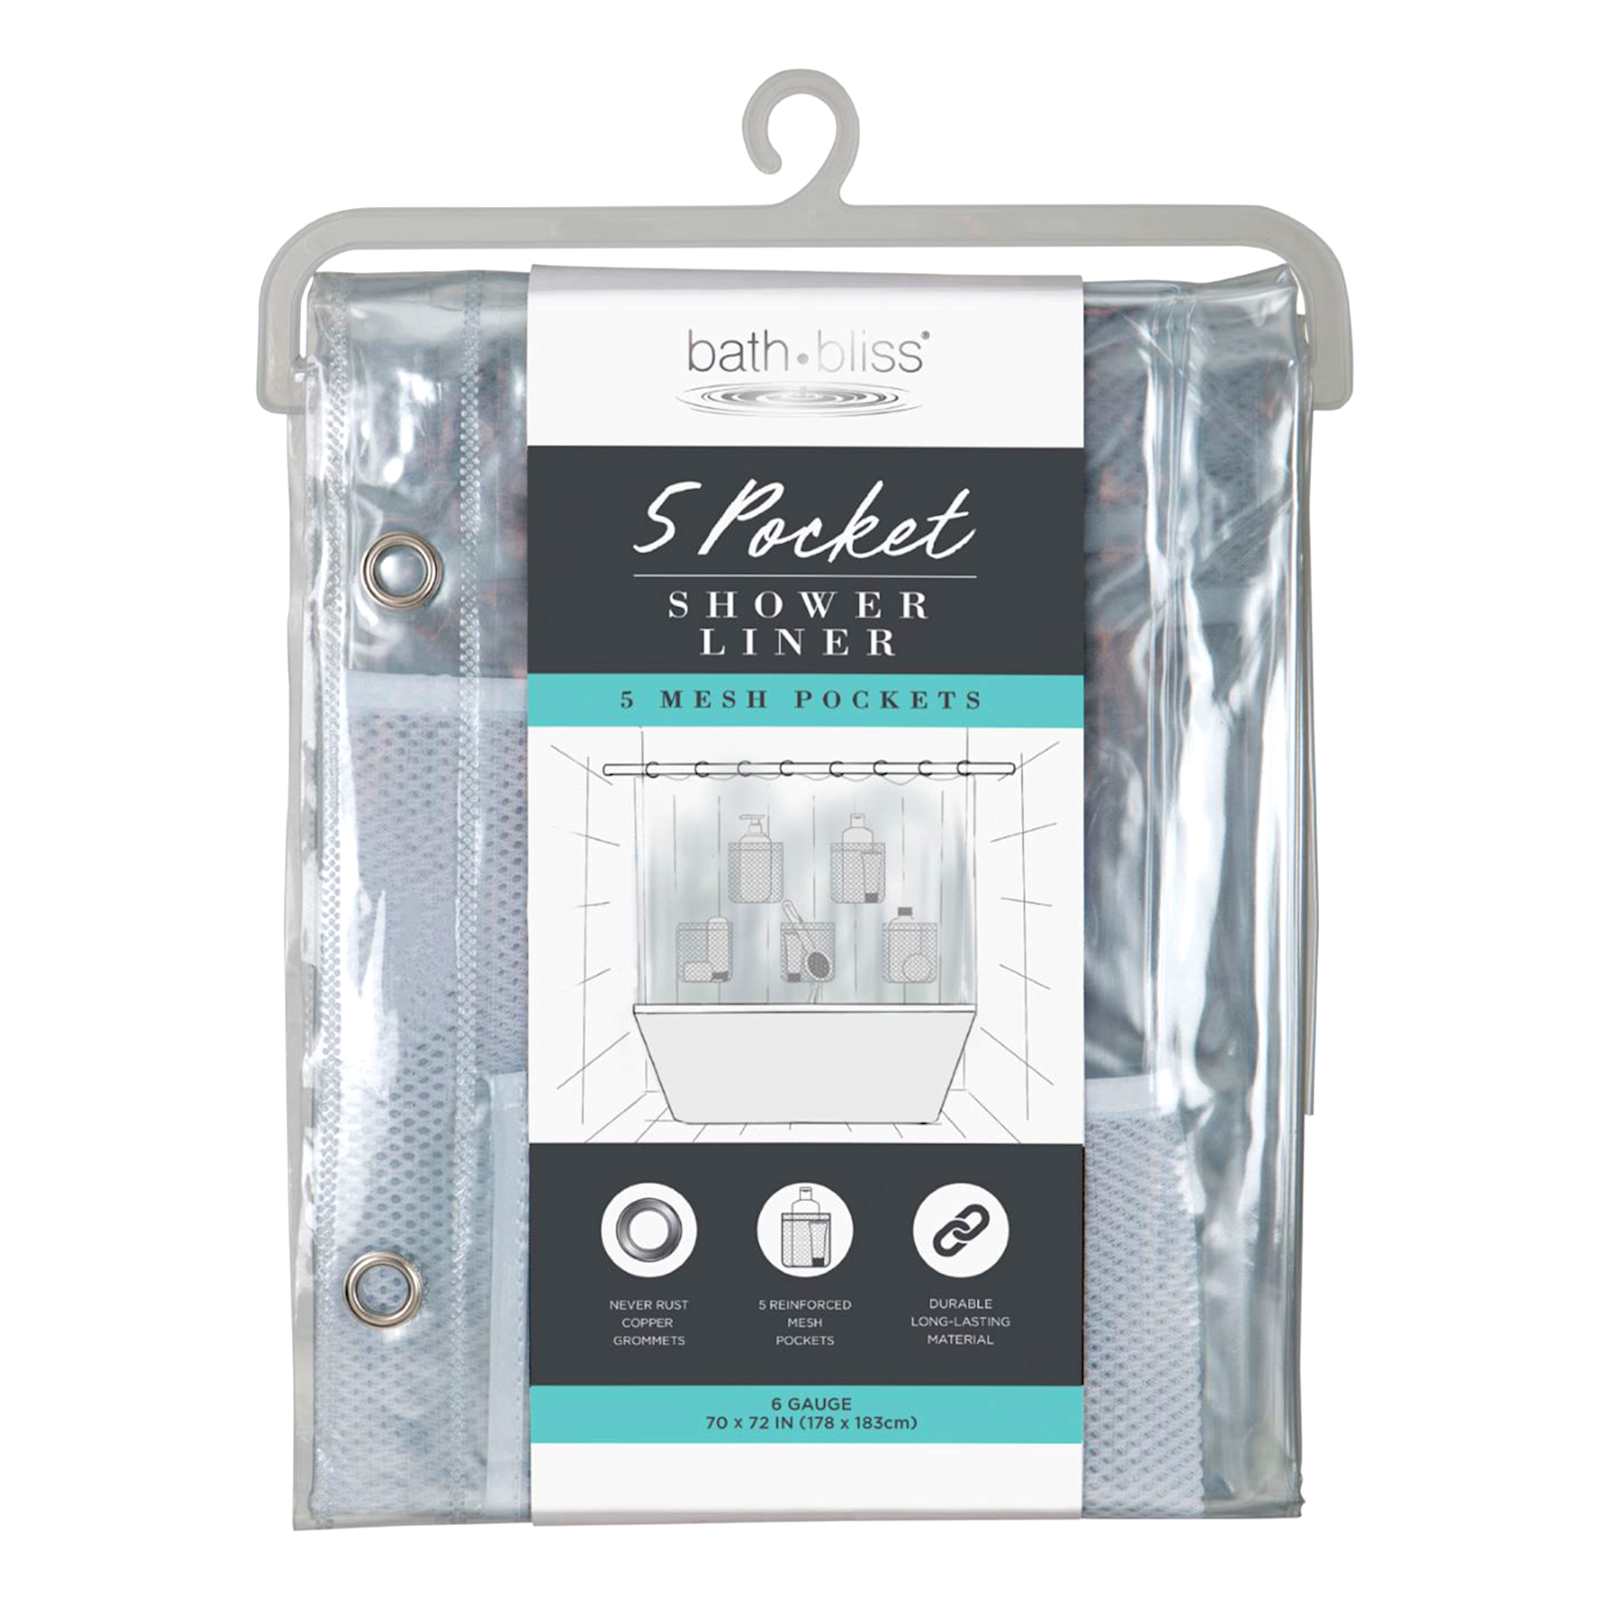 bath•bliss®
5 Pocket
SHOWER
LINER
5 MESH POCKETS
NEVER RUST
COPPER
GROMMETS
5 REINFORCED
MESH
POCKETS
DURABLE
LONG-LASTING
MATERIAL
6 GAUGE
70 x 72 IN (178 x 183cm)